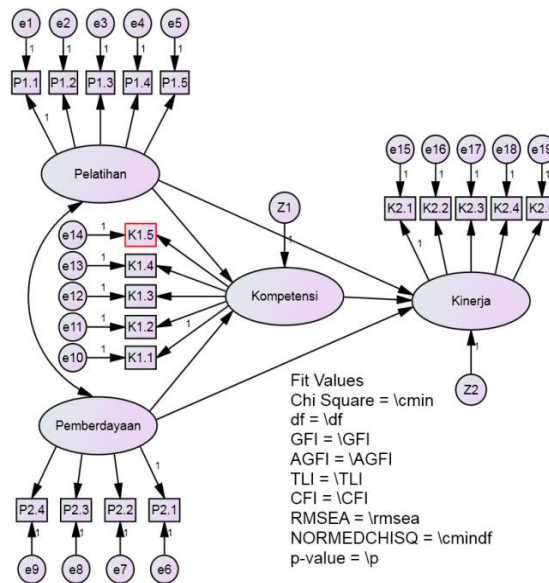 e1 e2 e3 e4 e5
1 1 1 1 1
P1.1 P1.2 P1.3 P1.4 P1.5
1
Pelatihan
e15 e16 e17 e18 e19
1 1 1 1 1
K2.1 K2.2 K2.3 K2.4 K2.5
1
Z1
1
e14 1 K1.5
e13 1 K1.4
e12 1 K1.3
e11 1 K1.2
e10 1 K1.1
1
Kompetensi
Kinerja
1
Z2
Pemberdayaan
1
P2.4 P2.3 P2.2 P2.1
1 1 1 1
e9 e8 e7 e6
Fit Values
Chi Square = \cmin
df = \df
GFI = \GFI
AGFI = \AGFI
TLI = \TLI
CFI = \CFI
RMSEA = \rmsea
NORMEDCHISQ = \cmindf
p-value = \p